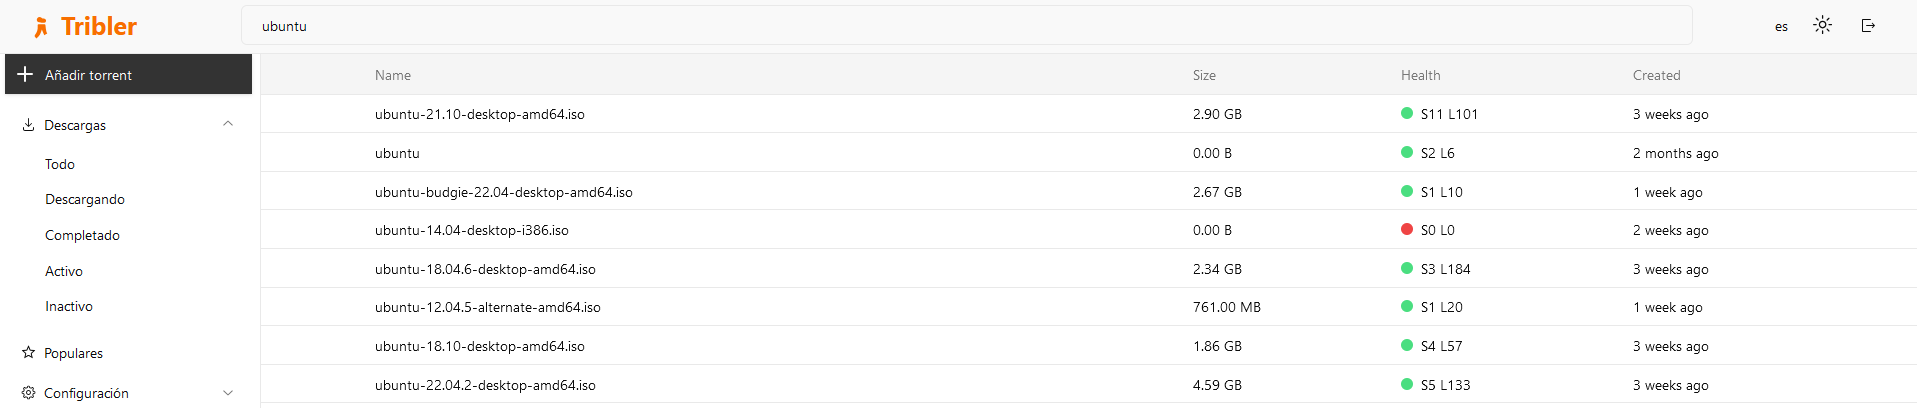 Tribler
ubuntu
es
Añadir torrent
Descargas
Todo
Descargando
Completado
Activo
Inactivo
Populares
Configuración
Name Size Health Created
ubuntu-21.10-desktop-amd64.iso 2.90 GB S11 L101 3 weeks ago
ubuntu 0.00 B S2 L6 2 months ago
ubuntu-budgie-22.04-desktop-amd64.iso 2.67 GB S1 L10 1 week ago
ubuntu-14.04-desktop-i386.iso 0.00 B S0 L0 2 weeks ago
ubuntu-18.04.6-desktop-amd64.iso 2.34 GB S3 L184 3 weeks ago
ubuntu-12.04.5-alternate-amd64.iso 761.00 MB S1 L20 1 week ago
ubuntu-18.10-desktop-amd64.iso 1.86 GB S4 L57 3 weeks ago
ubuntu-22.04.2-desktop-amd64.iso 4.59 GB S5 L133 3 weeks ago